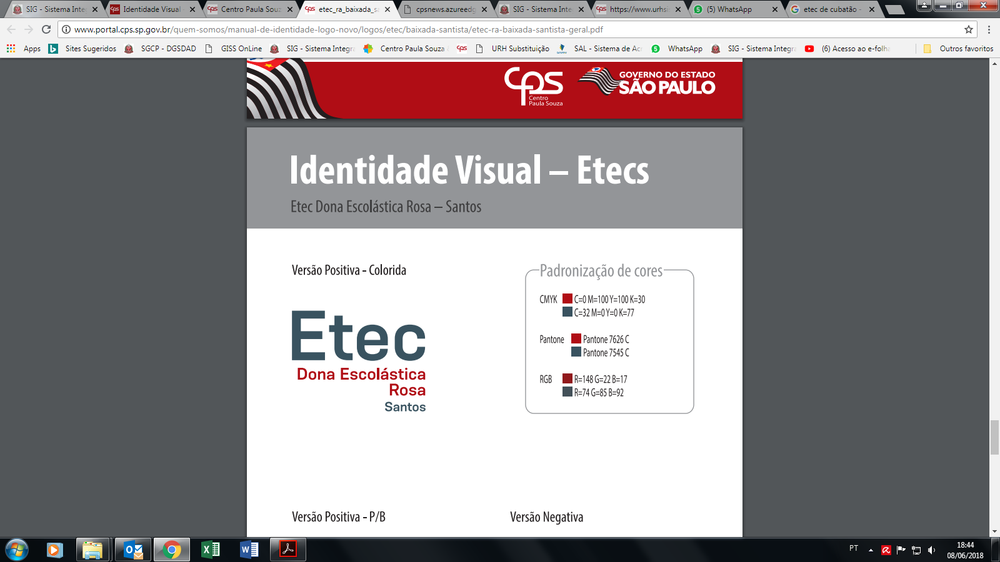 SIG - Sistema Inte
Identidade Visual
Centro Paula Souz
etec_ra_baixada_sa
cpsnews.azureedg
SIG - Sistema Inte
https://www.urhsi
(5) WhatsApp
etec de cubatão -
www.portal.cps.sp.gov.br/quem-somos/manual-de-identidade-logo-novo/logos/etec/baixada-santista/etec-ra-baixada-santista-geral.pdf
Apps
Sites Sugeridos
SGCP - DGSDAD
GISS OnLine
SIG - Sistema Integra
Centro Paula Souza
URH Substituição
SAL - Sistema de Acr
WhatsApp
SIG - Sistema Integra
(6) Acesso ao e-folha
Outros favoritos
cps
Centro
Paula Souza
GOVERNO DO ESTADO
SÃO PAULO
Identidade Visual – Etecs
Etec Dona Escolástica Rosa – Santos
Versão Positiva - Colorida
Etec
Dona Escolástica
Rosa
Santos
Padronização de cores
CMYK C=0 M=100 Y=100 K=30
C=32 M=0 Y=0 K=77
Pantone Pantone 7626 C
Pantone 7545 C
RGB R=148 G=22 B=17
R=74 G=85 B=92
Versão Positiva - P/B
Versão Negativa
PT
18:44
08/06/2018